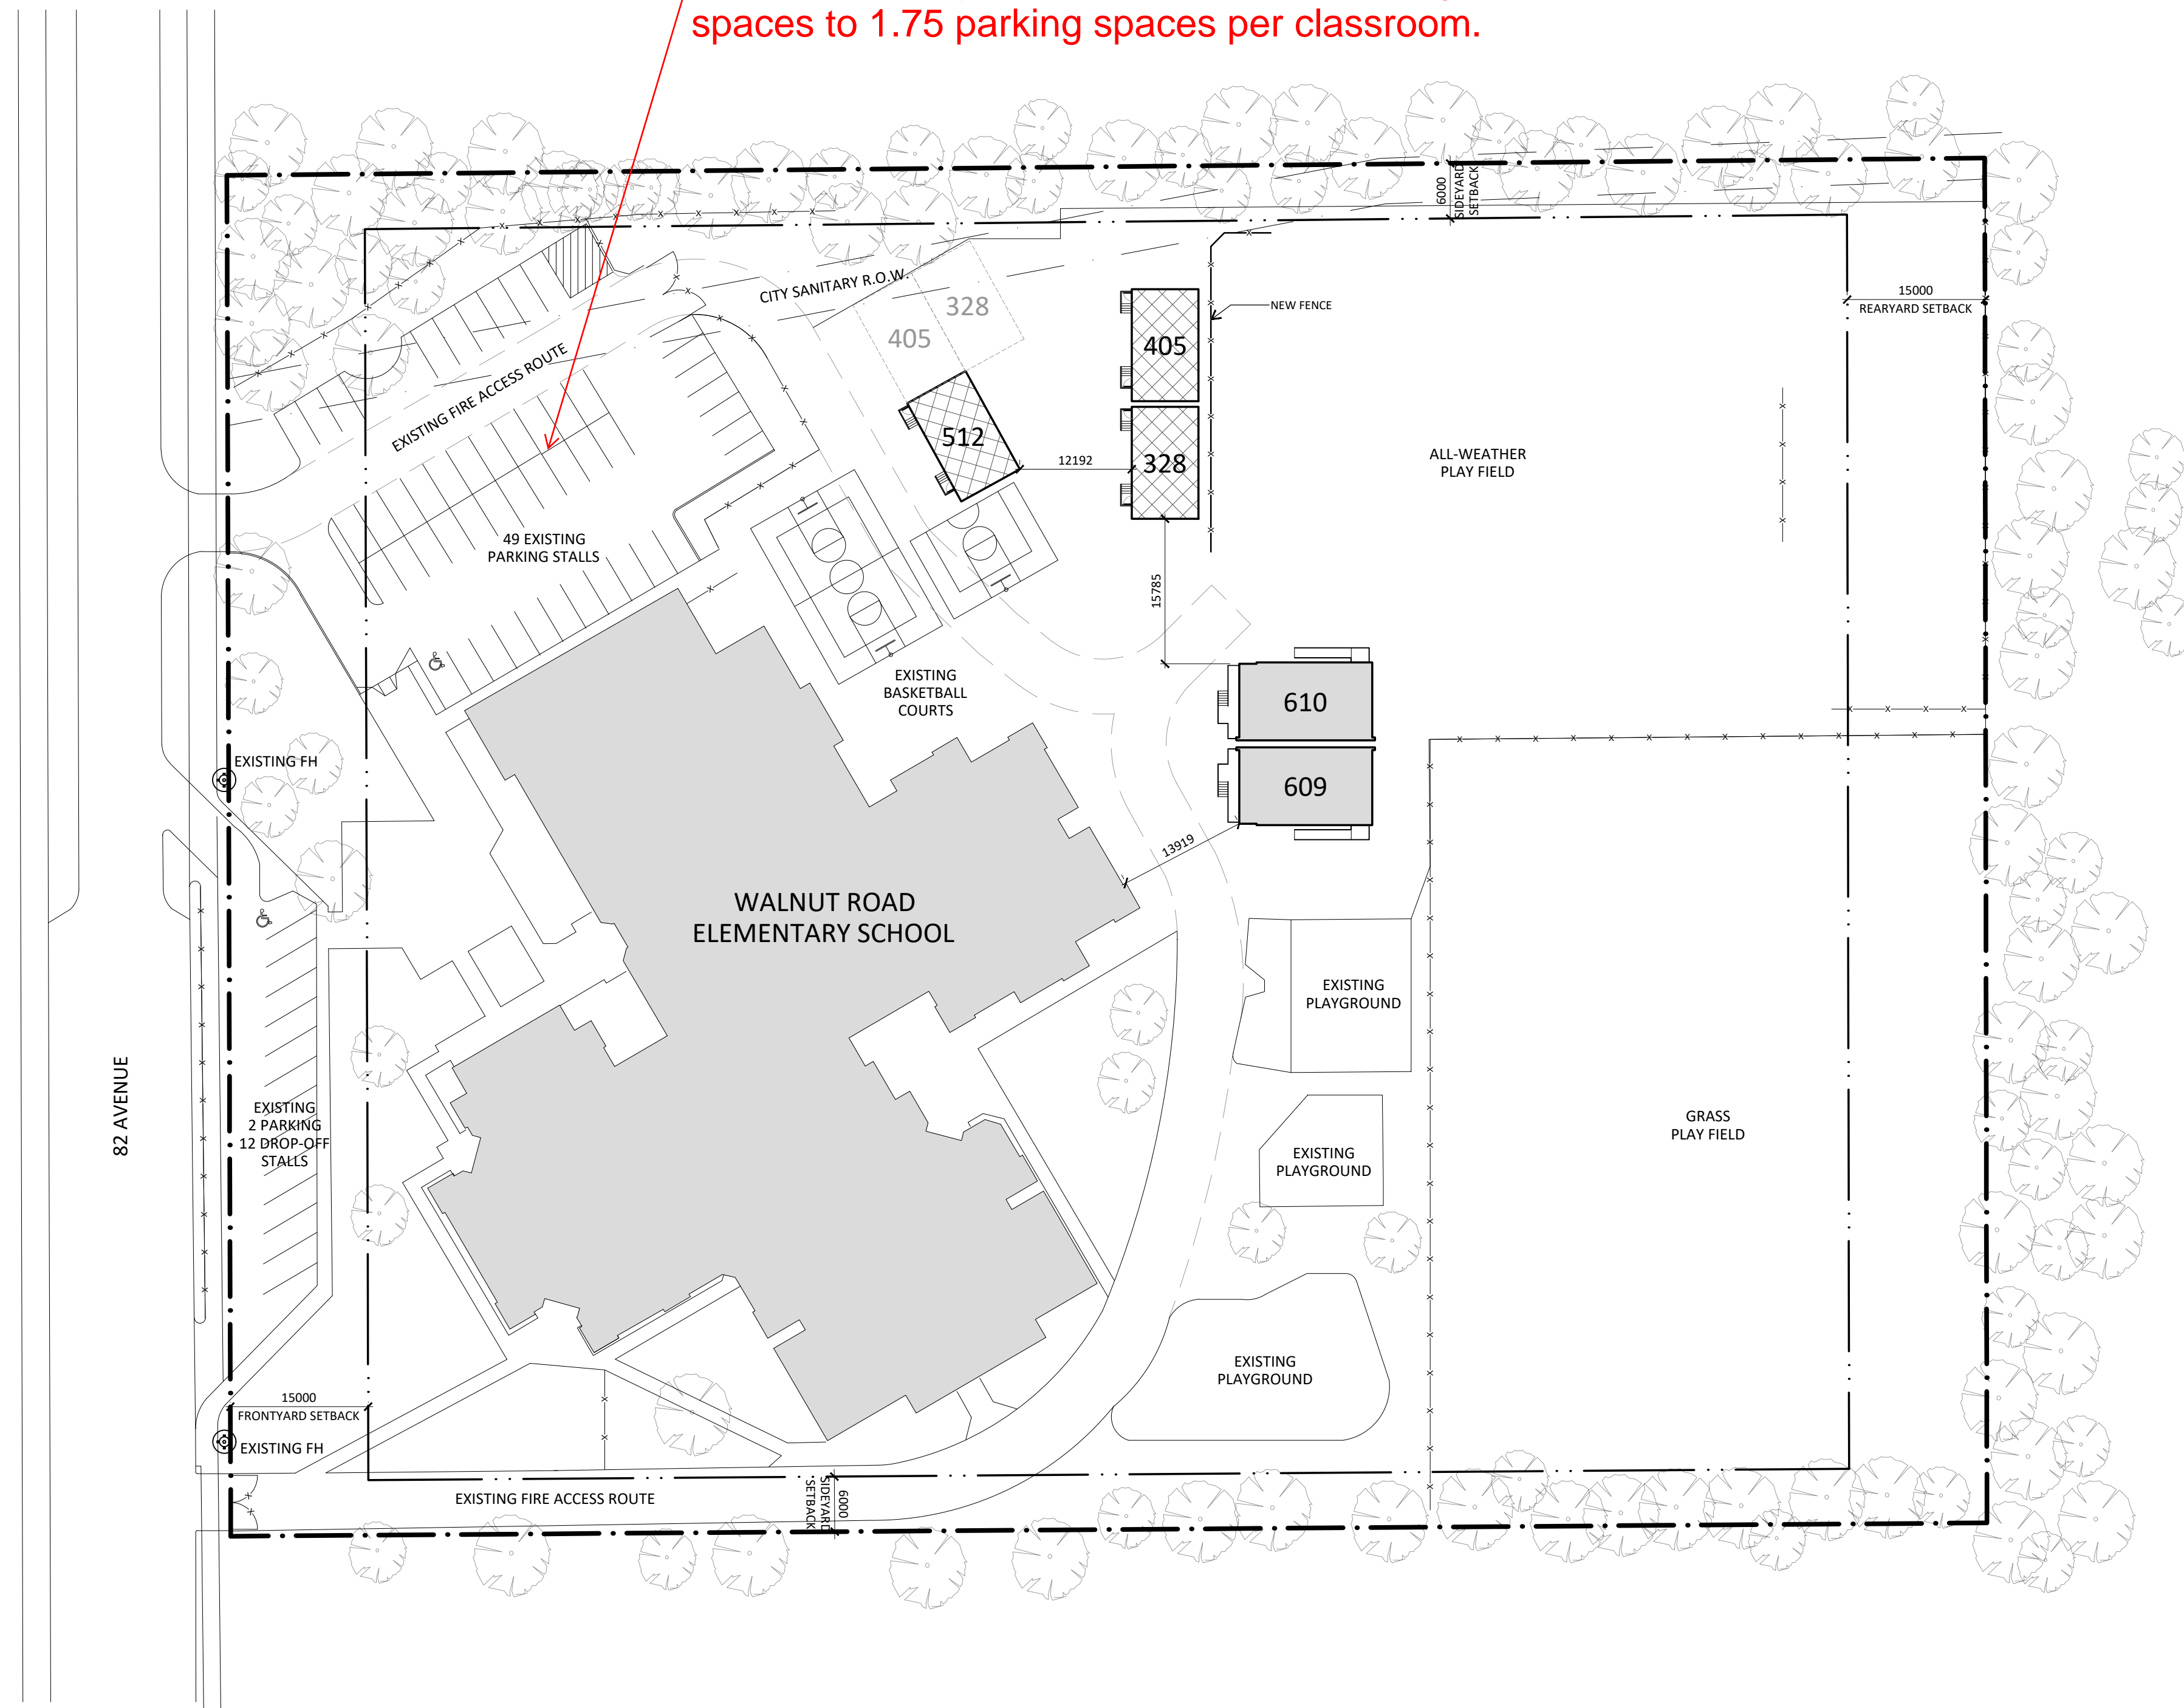 spaces to 1.75 parking spaces per classroom.
6000
SIDEYARD
SETBACK
CITY SANITARY R.O.W.
328
405
NEW FENCE
15000
REARYARD SETBACK
405
EXISTING FIRE ACCESS ROUTE
512
12192
328
ALL-WEATHER
PLAY FIELD
49 EXISTING
PARKING STALLS
15785
EXISTING
BASKETBALL
COURTS
610
EXISTING FH
609
13919
WALNUT ROAD
ELEMENTARY SCHOOL
EXISTING
PLAYGROUND
82 AVENUE
EXISTING
2 PARKING
12 DROP-OFF
STALLS
GRASS
PLAY FIELD
EXISTING
PLAYGROUND
EXISTING
PLAYGROUND
15000
FRONTYARD SETBACK
EXISTING FH
EXISTING FIRE ACCESS ROUTE
6000
SIDEYARD
SETBACK